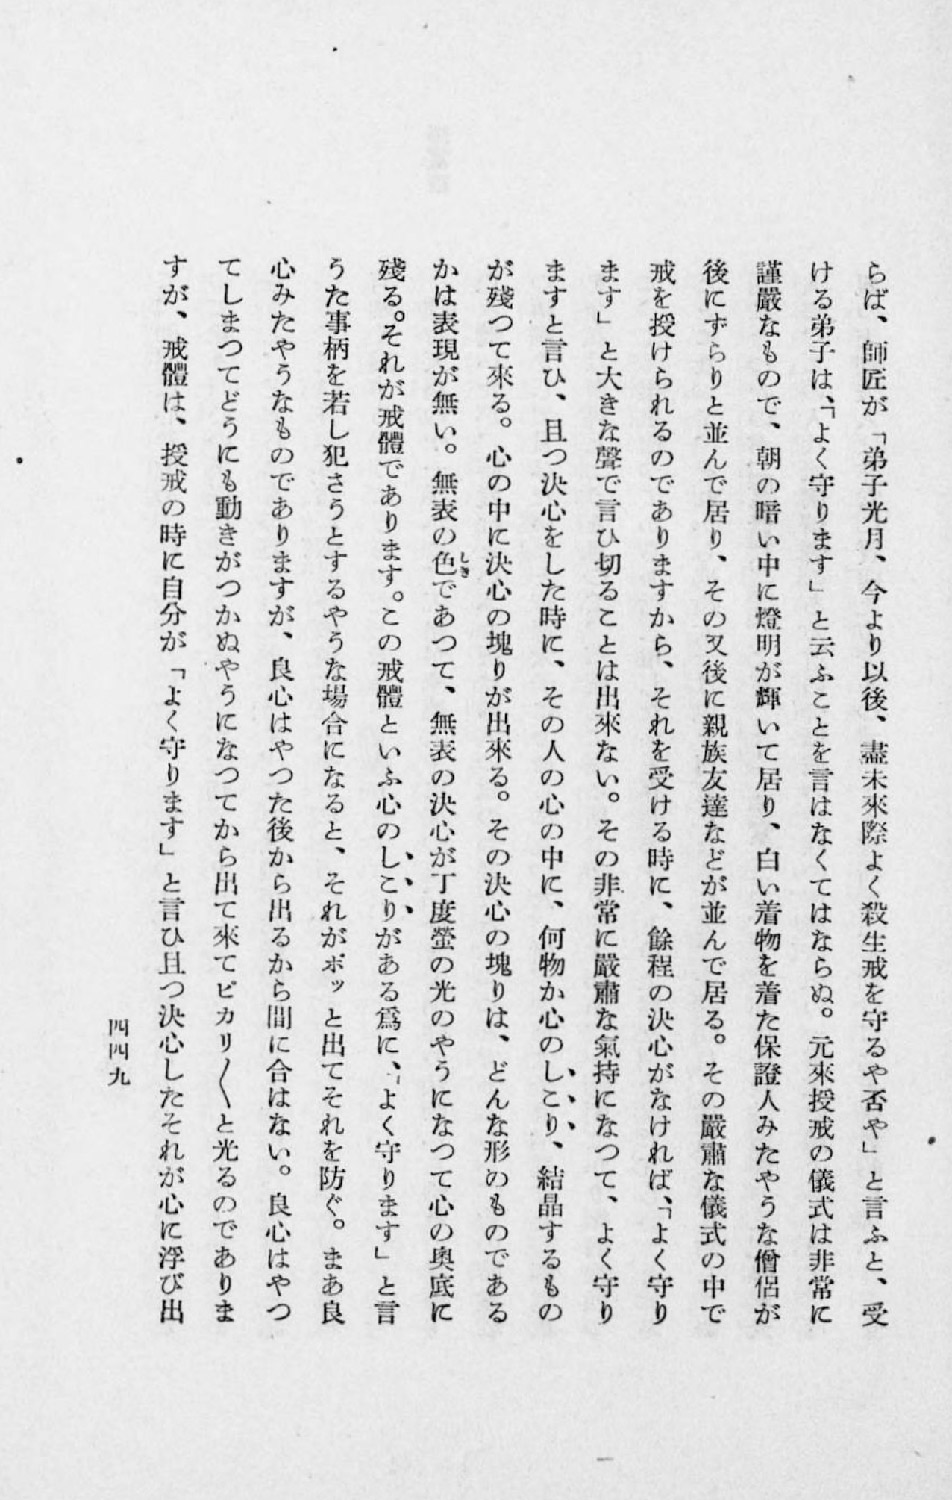 らば、師匠が「弟子光月、今より以後、盡未來際よく殺生戒を守るや否や」と言ふと、受
ける弟子は、「よく守ります」と云ふことを言はなくてはならぬ。元來授戒の儀式は非常に
謹嚴なもので、朝の暗い中に燈明が輝いて居り、白い着物を着た保證人みたやうな僧侶が
後にずらりと並んで居り、その又後に親族友達などが並んで居る。その嚴肅な儀式の中で
戒を授けられるのでありますから、それを受ける時に、餘程の決心がなければ、「よく守り
ます」と大きな聲で言ひ切ることは出來ない。その非常に嚴肅な氣持になつて、よく守り
ますと言ひ、且つ決心をした時に、その人の心の中に、何物か心のしこり、結晶するもの
が殘つて來る。心の中に決心の塊りが出來る。その決心の塊りは、どんな形のものである
かは表現が無い。無表の色しきであつて、無表の決心が丁度螢の光のやうになつて心の奥底に
殘る。それが戒體であります。この戒體といふ心のしこりがある爲に、「よく守ります」と言
うた事柄を若し犯さうとするやうな場合になると、それがポッと出てそれを防ぐ。まあ良
心みたやうなものでありますが、良心はやつた後から出るから間に合はない。良心はやつ
てしまつてどうにも動きがつかぬやうになつてから出て來てピカリ〱と光るのでありま
すが、戒體は、授戒の時に自分が「よく守ります」と言ひ且つ決心したそれが心に浮び出
四四九